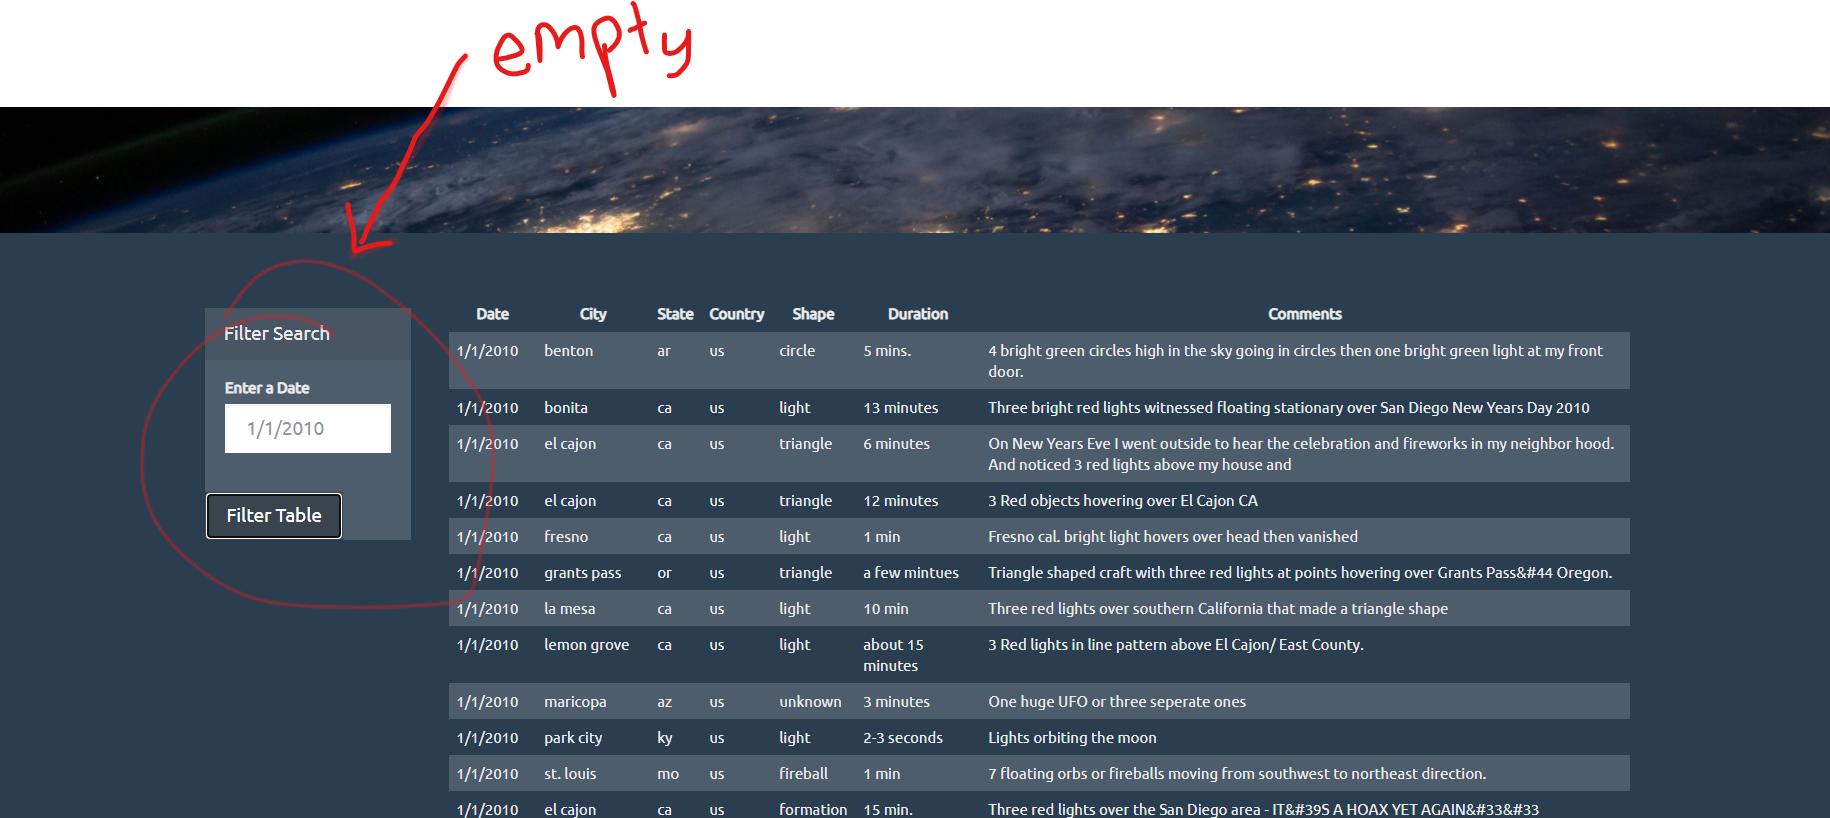 empty
Filter Search
Enter a Date
1/1/2010
Filter Table
Date City State Country Shape Duration Comments
1/1/2010 benton ar us circle 5 mins. 4 bright green circles high in the sky going in circles then one bright green light at my front
door.
1/1/2010 bonita ca us light 13 minutes Three bright red lights witnessed floating stationary over San Diego New Years Day 2010
1/1/2010 el cajon ca us triangle 6 minutes On New Years Eve I went outside to hear the celebration and fireworks in my neighbor hood.
And noticed 3 red lights above my house and
1/1/2010 el cajon ca us triangle 12 minutes 3 Red objects hovering over El Cajon CA
1/1/2010 fresno ca us light 1 min Fresno cal. bright light hovers over head then vanished
1/1/2010 grants pass or us triangle a few mintues Triangle shaped craft with three red lights at points hovering over Grants Pass&#44 Oregon.
1/1/2010 la mesa ca us light 10 min Three red lights over southern California that made a triangle shape
1/1/2010 lemon grove ca us light about 15 3 Red lights in line pattern above El Cajon/ East County.
minutes
1/1/2010 maricopa az us unknown 3 minutes One huge UFO or three seperate ones
1/1/2010 park city ky us light 2-3 seconds Lights orbiting the moon
1/1/2010 st. louis mo us fireball 1 min 7 floating orbs or fireballs moving from southwest to northeast direction.
1/1/2010 el cajon ca us formation 15 min. Three red lights over the San Diego area - IT&#39S A HOAX YET AGAIN&#33&#33